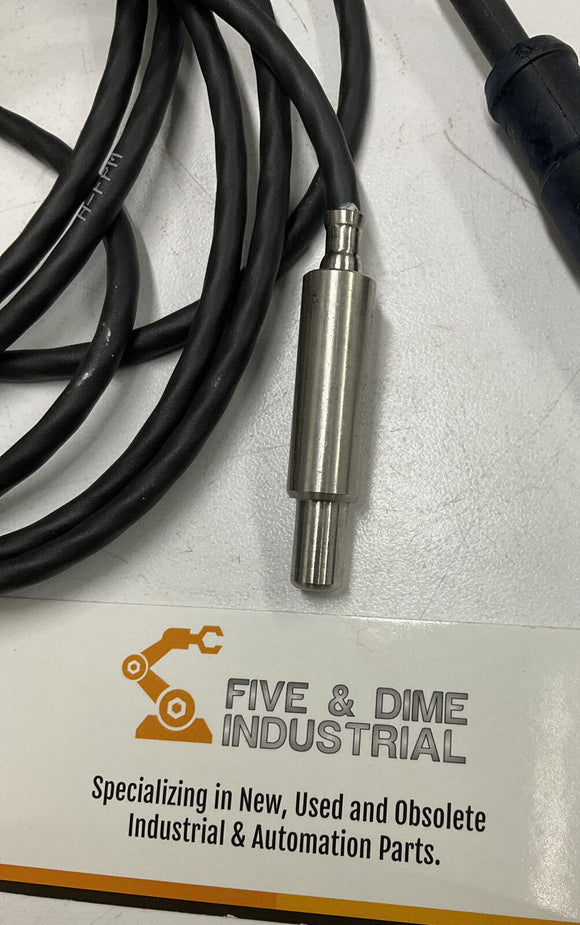 FIVE & DIME
INDUSTRIAL
Specializing in New, Used and Obsolete
Industrial & Automation Parts.